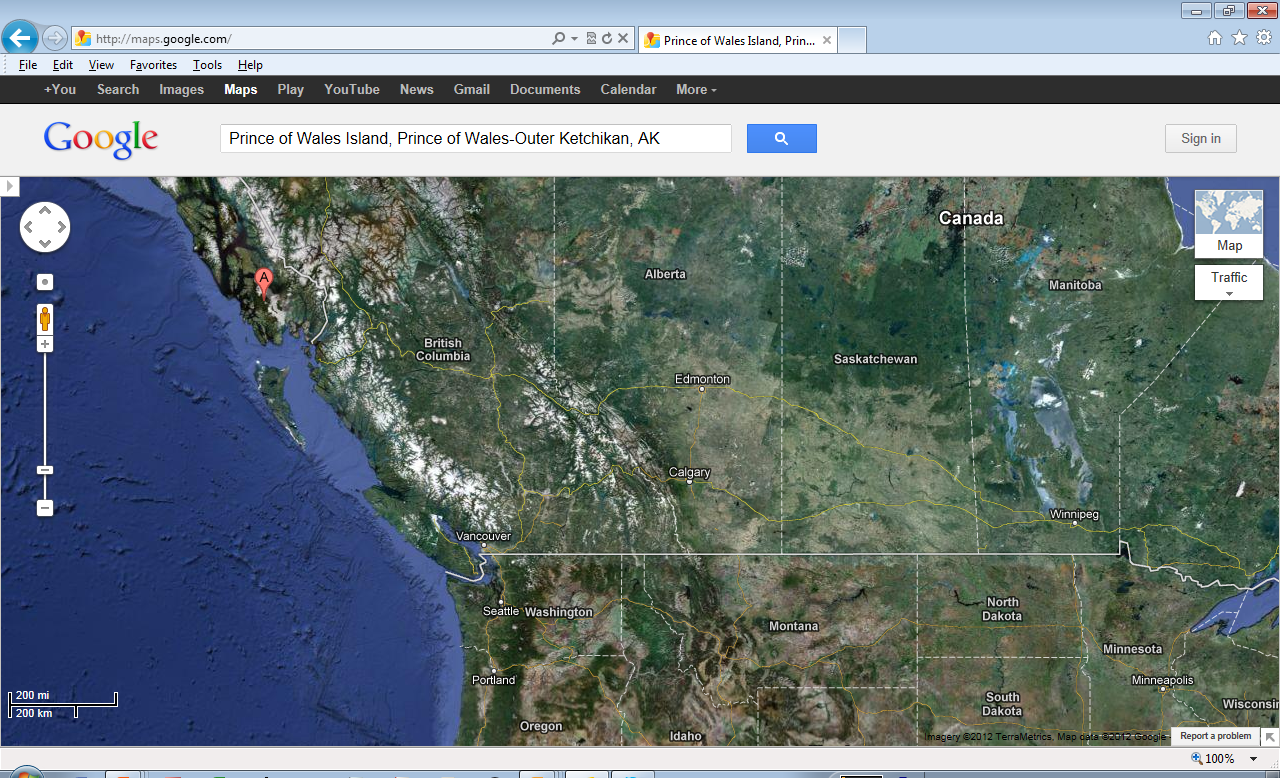 http://maps.google.com/
Prince of Wales Island, Prin...
File Edit View Favorites Tools Help
+You Search Images Maps Play YouTube News Gmail Documents Calendar More
Google
Prince of Wales Island, Prince of Wales-Outer Ketchikan, AK
Sign in
Canada
Map
A
Alberta
Traffic
Manitoba
British
Columbia
Saskatchewan
Edmonton
Calgary
Winnipeg
Vancouver
Seattle
Washington
North
Dakota
Montana
Minnesota
Portland
Minneapolis
200 mi
200 km
South
Dakota
Wisconsin
Oregon
Idaho
Imagery ©2012 TerraMetrics, Map data ©2012 Google
Report a problem
100%